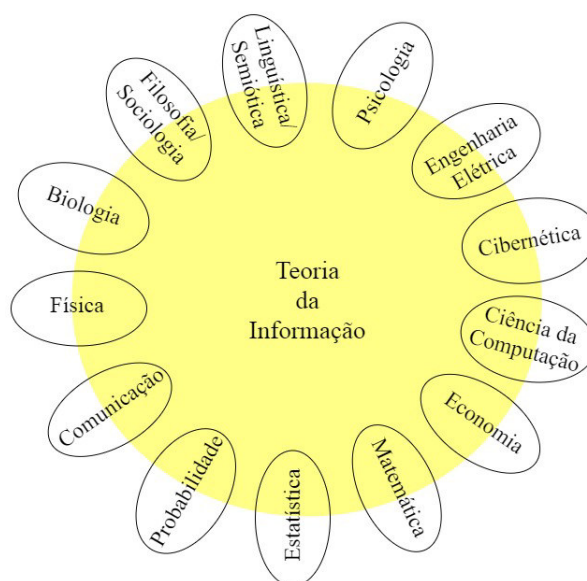 Teoria
da
Informação
Linguística/
Semiótica
Psicologia
Engenharia
Elétrica
Cibernética
Ciência da
Computação
Economia
Matemática
Estatística
Probabilidade
Comunicação
Física
Biologia
Filosofia/
Sociologia